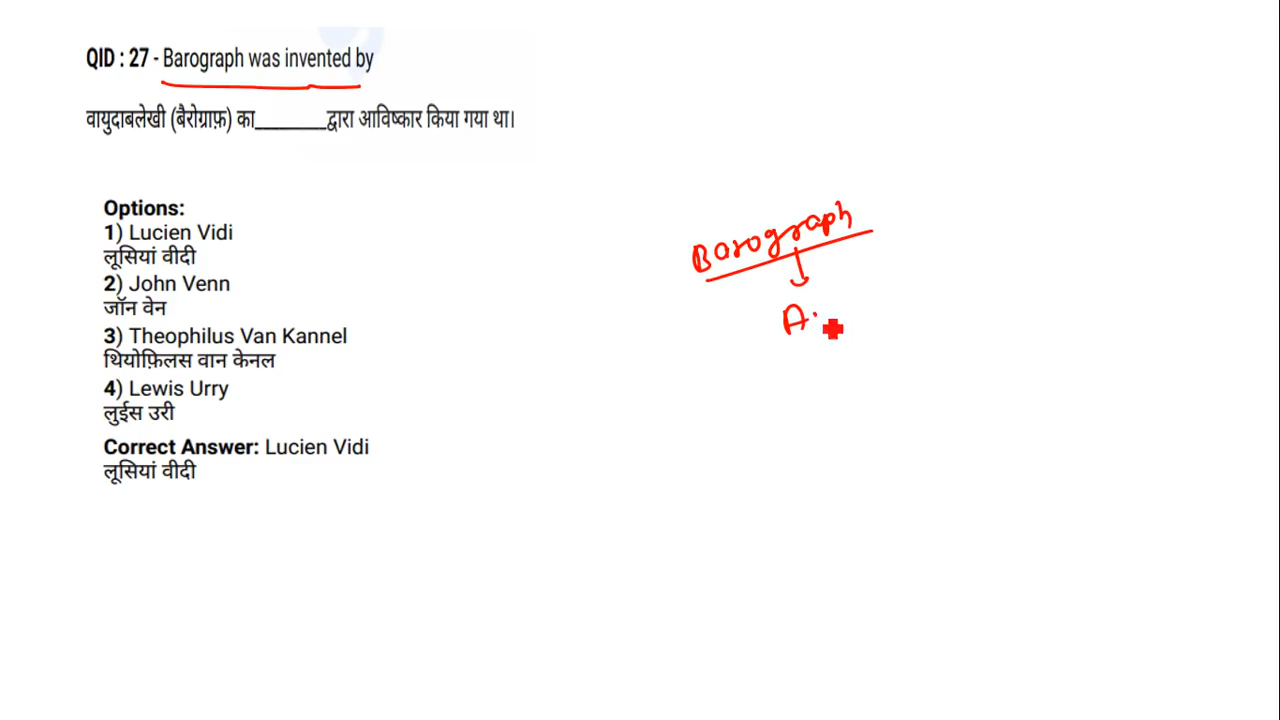 QID : 27 - Barograph was invented by
वायुदाबलेखी (बैरोग्राफ़) का________द्वारा आविष्कार किया गया था।
Options:
1) Lucien Vidi
लूसियां वीदी
2) John Venn
जॉन वेन
3) Theophilus Van Kannel
थियोफ़िलस वान केनल
4) Lewis Urry
लुईस उरी
Correct Answer: Lucien Vidi
लूसियां वीदी
Barograph
A.